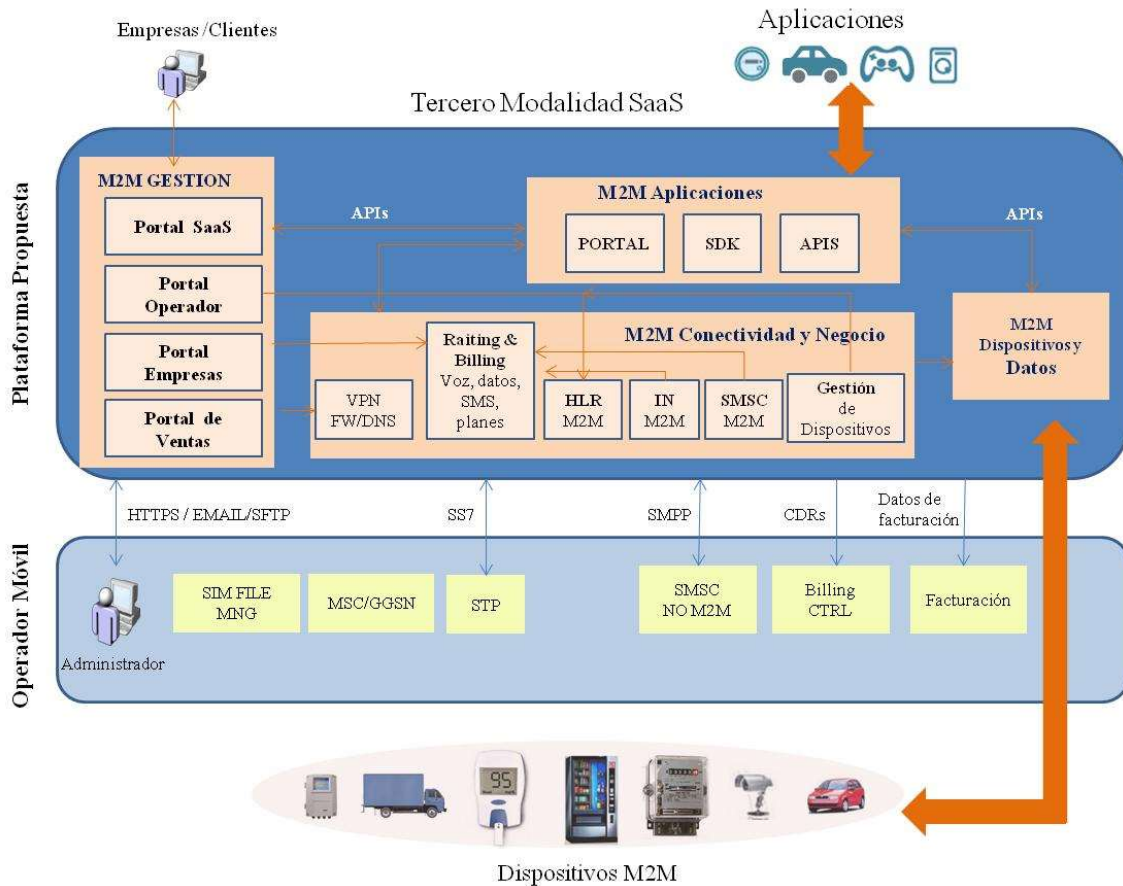 Empresas /Clientes
Aplicaciones
Tercero Modalidad SaaS
Plataforma Propuesta
M2M GESTION
Portal SaaS
Portal
Operador
Portal
Empresas
Portal de
Ventas
APIs
M2M Aplicaciones
PORTAL
SDK
APIS
APIs
M2M Conectividad y Negocio
VPN
FW/DNS
Raiting &
Billing
Voz, datos,
SMS,
planes
HLR
M2M
IN
M2M
SMSC
M2M
Gestión
de
Dispositivos
M2M
Dispositivos y
Datos
HTTPS / EMAIL/SFTP
SS7
SMPP
CDRs
Datos de
facturación
Operador Móvil
Administrador
SIM FILE
MNG
MSC/GGSN
STP
SMSC
NO M2M
Billing
CTRL
Facturación
95
Dispositivos M2M